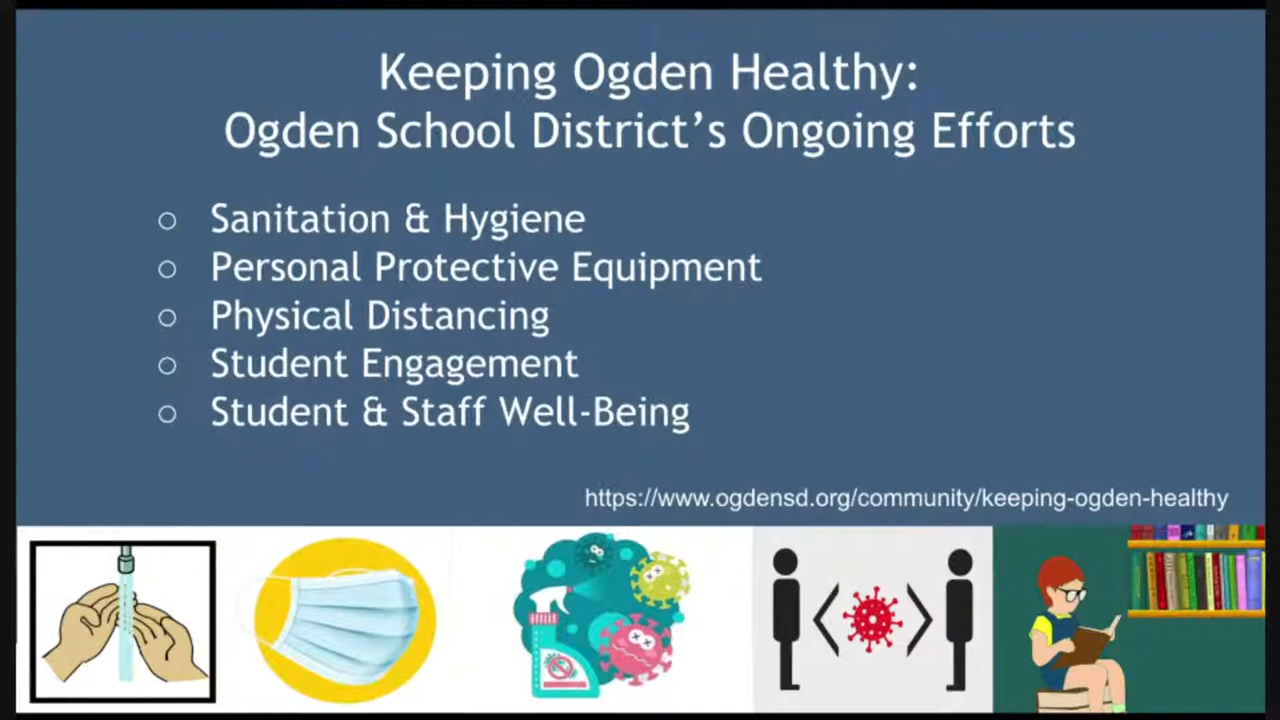 Keeping Ogden Healthy:
Ogden School District’s Ongoing Efforts
○ Sanitation & Hygiene
○ Personal Protective Equipment
○ Physical Distancing
○ Student Engagement
○ Student & Staff Well-Being
https://www.ogdensd.org/community/keeping-ogden-healthy